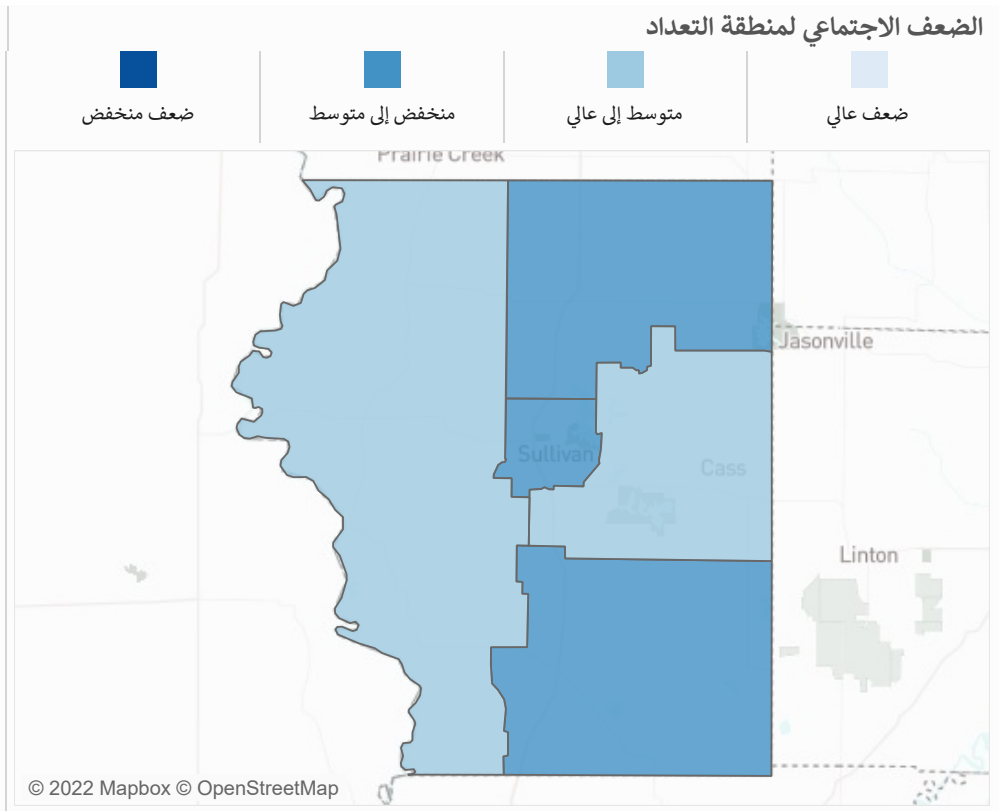 الضعف الاجتماعي لمنطقة التعداد
ضعف عالي
متوسط إلى عالي
منخفض إلى متوسط
ضعف منخفض
Prairie Creek
Jasonville
Sullivan
Cass
Linton
© 2022 Mapbox © OpenStreetMap